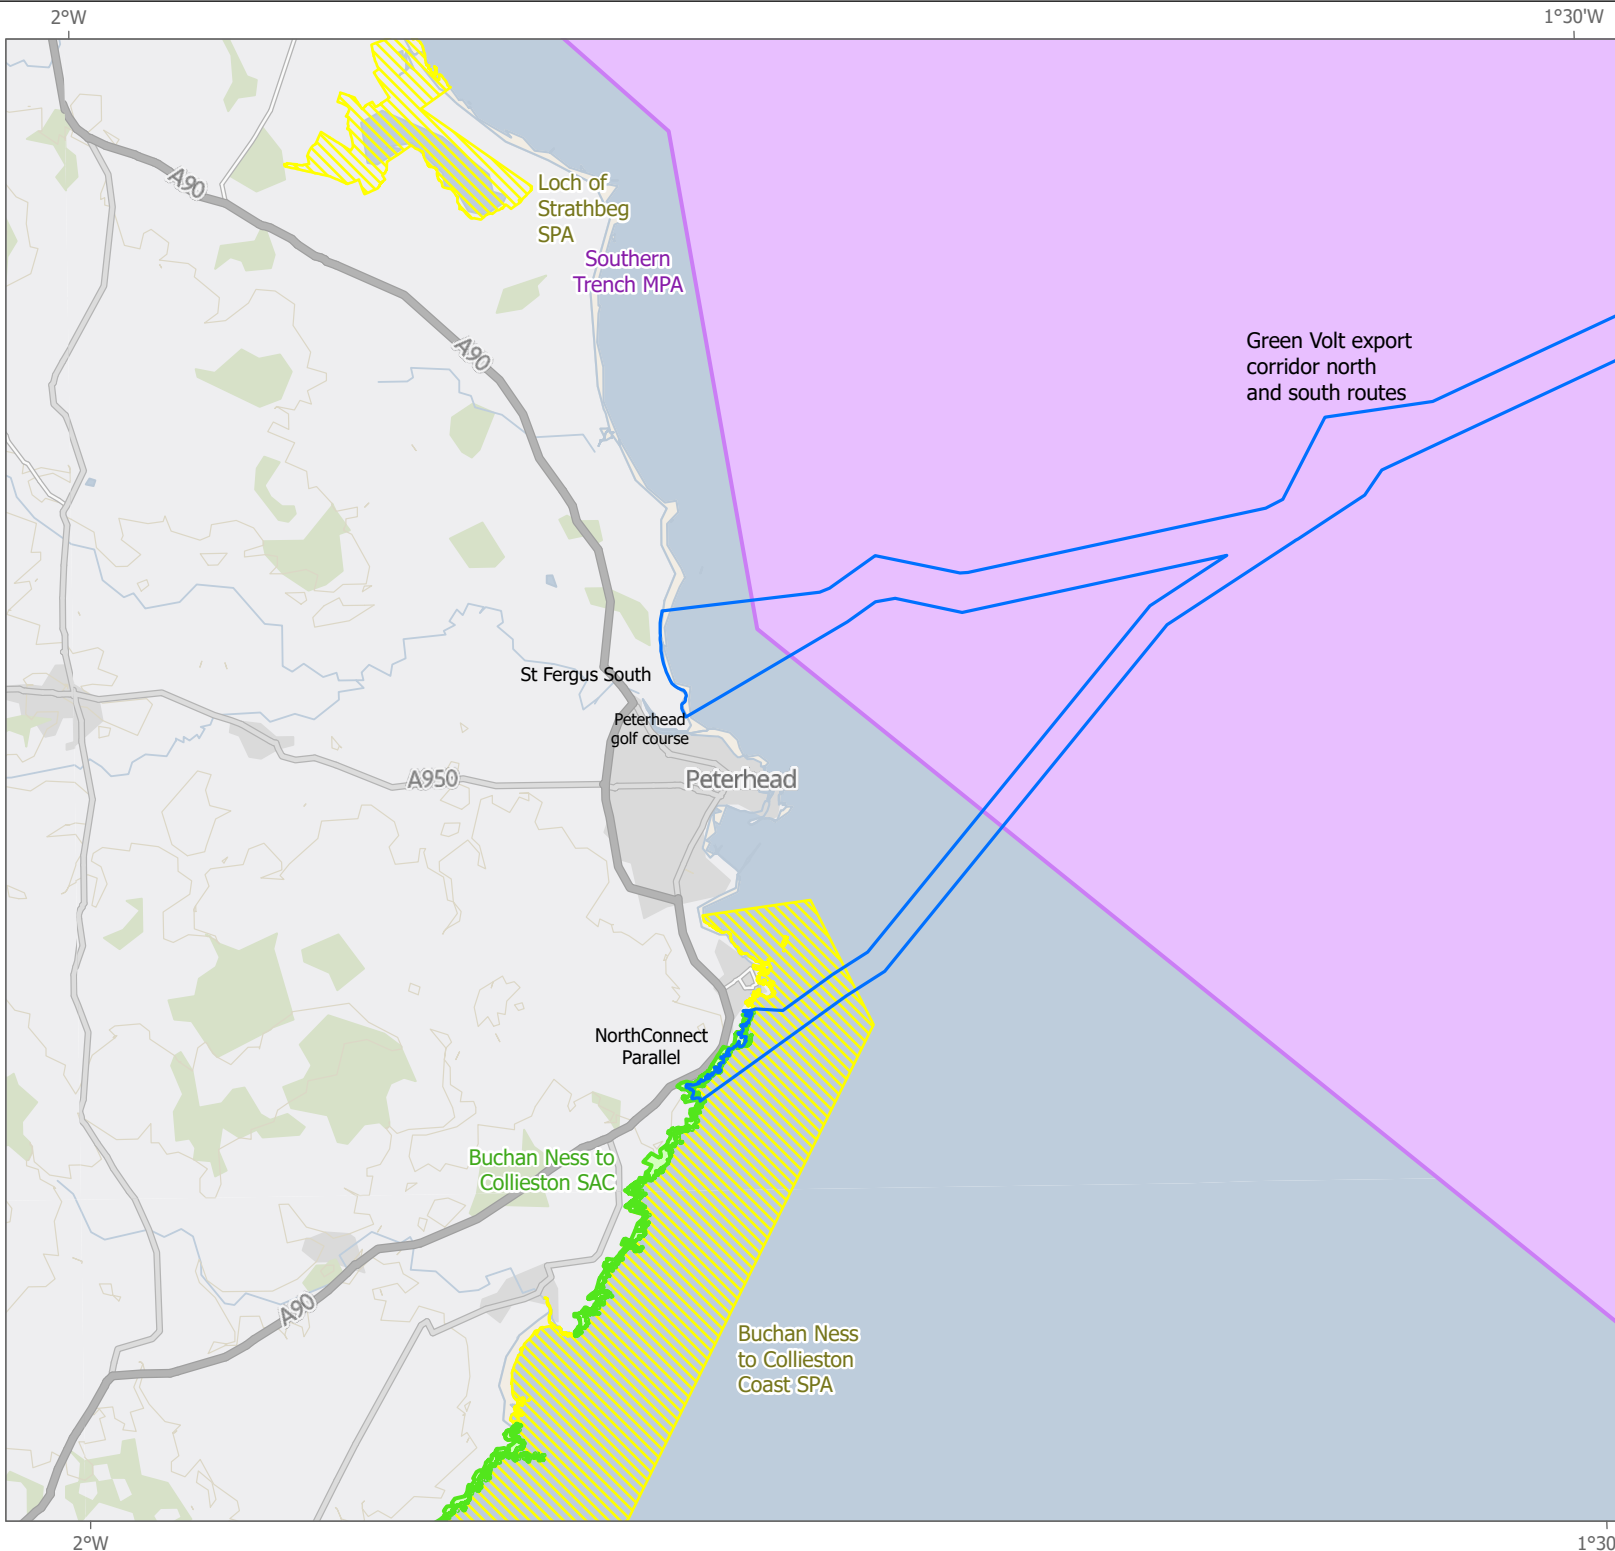 2°W
1°30'W
A90
Loch of
Strathbeg
SPA
Southern
Trench MPA
A90
Green Volt export
corridor north
and south routes
St Fergus South
Peterhead
golf course
A950
Peterhead
NorthConnect
Parallel
Buchan Ness to
Collieston SAC
A90
Buchan Ness
to Collieston
Coast SPA
2°W
1°30